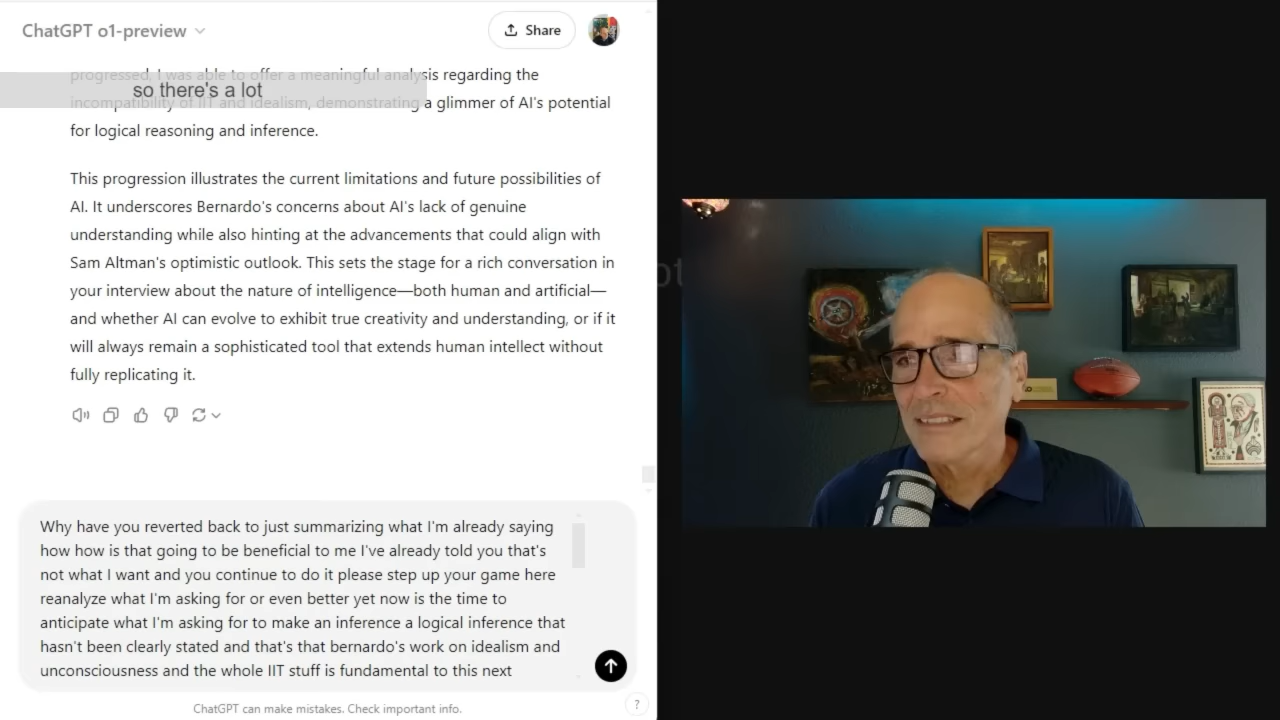 ChatGPT o1-preview
Share
progressed, I was able to offer a meaningful analysis regarding the
so there's a lot
incompatibility of IIT and idealism, demonstrating a glimmer of AI's potential
for logical reasoning and inference.
This progression illustrates the current limitations and future possibilities of
AI. It underscores Bernardo's concerns about AI's lack of genuine
understanding while also hinting at the advancements that could align with
Sam Altman's optimistic outlook. This sets the stage for a rich conversation in
your interview about the nature of intelligence—both human and artificial—
and whether AI can evolve to exhibit true creativity and understanding, or if it
will always remain a sophisticated tool that extends human intellect without
fully replicating it.
Why have you reverted back to just summarizing what I'm already saying
how how is that going to be beneficial to me I've already told you that's
not what I want and you continue to do it please step up your game here
reanalyze what I'm asking for or even better yet now is the time to
anticipate what I'm asking for to make an inference a logical inference that
hasn't been clearly stated and that's that bernardo's work on idealism and
unconsciousness and the whole IIT stuff is fundamental to this next
ChatGPT can make mistakes. Check important info.
?